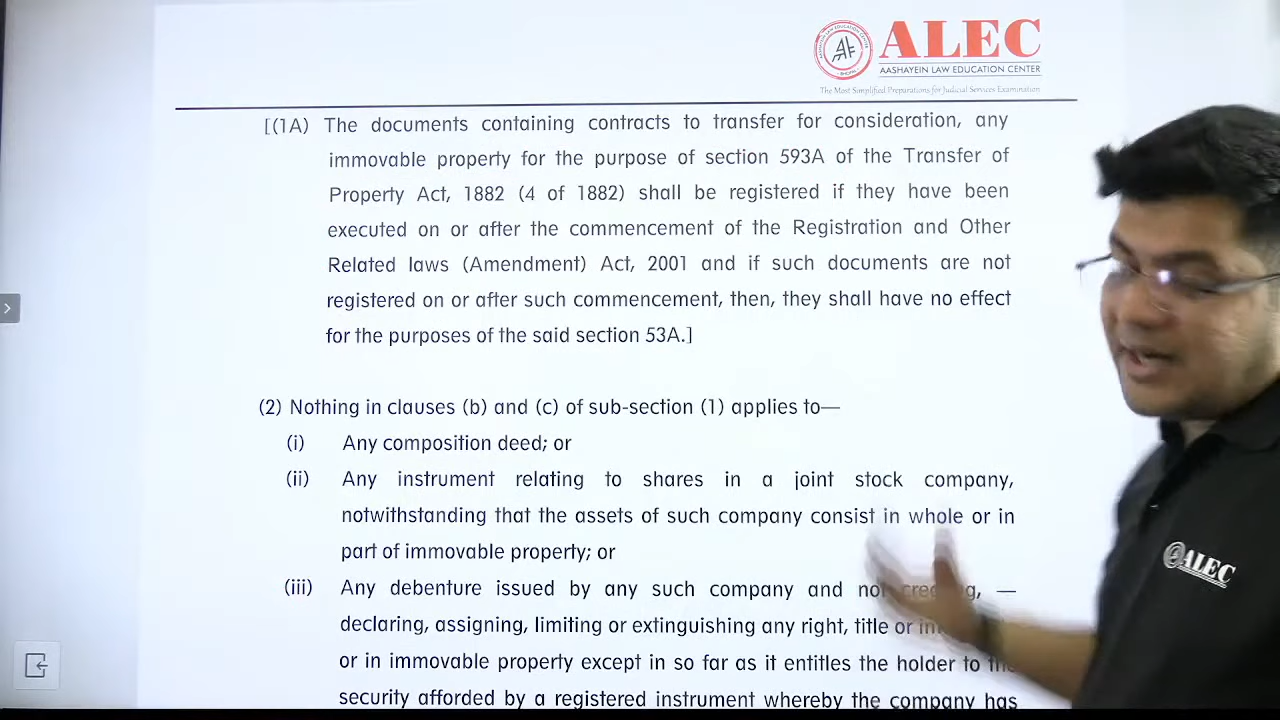 ALEC
AASHAYEIN LAW EDUCATION CENTER
The Most Simplified Preparations for Judicial Services Examination
[(1A) The documents containing contracts to transfer for consideration, any
immovable property for the purpose of section 593A of the Transfer of
Property Act, 1882 (4 of 1882) shall be registered if they have been
executed on or after the commencement of the Registration and Other
Related laws (Amendment) Act, 2001 and if such documents are not
registered on or after such commencement, then, they shall have no effect
for the purposes of the said section 53A.]
(2) Nothing in clauses (b) and (c) of sub-section (1) applies to—
(i) Any composition deed; or
(ii) Any instrument relating to shares in a joint stock company,
notwithstanding that the assets of such company consist in whole or in
part of immovable property; or
(iii) Any debenture issued by any such company and not —
declaring, assigning, limiting or extinguishing any right, title or
or in immovable property except in so far as it entitles the holder to the
security afforded by a registered instrument whereby the company has
ALEC